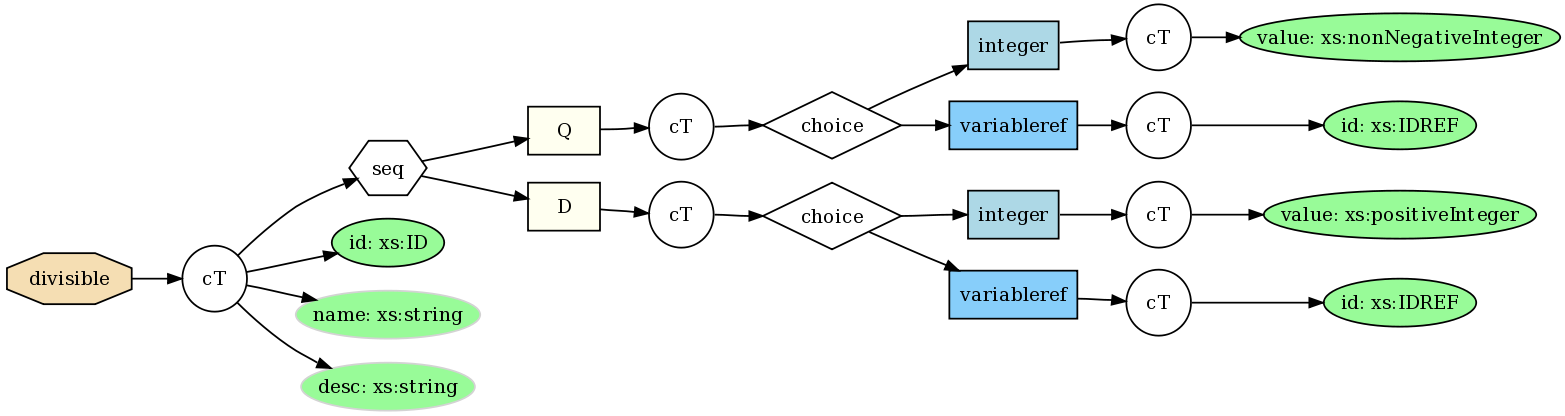 divisible
cT
seq
id: xs:ID
name: xs:string
desc: xs:string
Q
cT
choice
integer
cT
value: xs:nonNegativeInteger
variableref
cT
id: xs:IDREF
D
cT
choice
integer
cT
value: xs:positiveInteger
variableref
cT
id: xs:IDREF